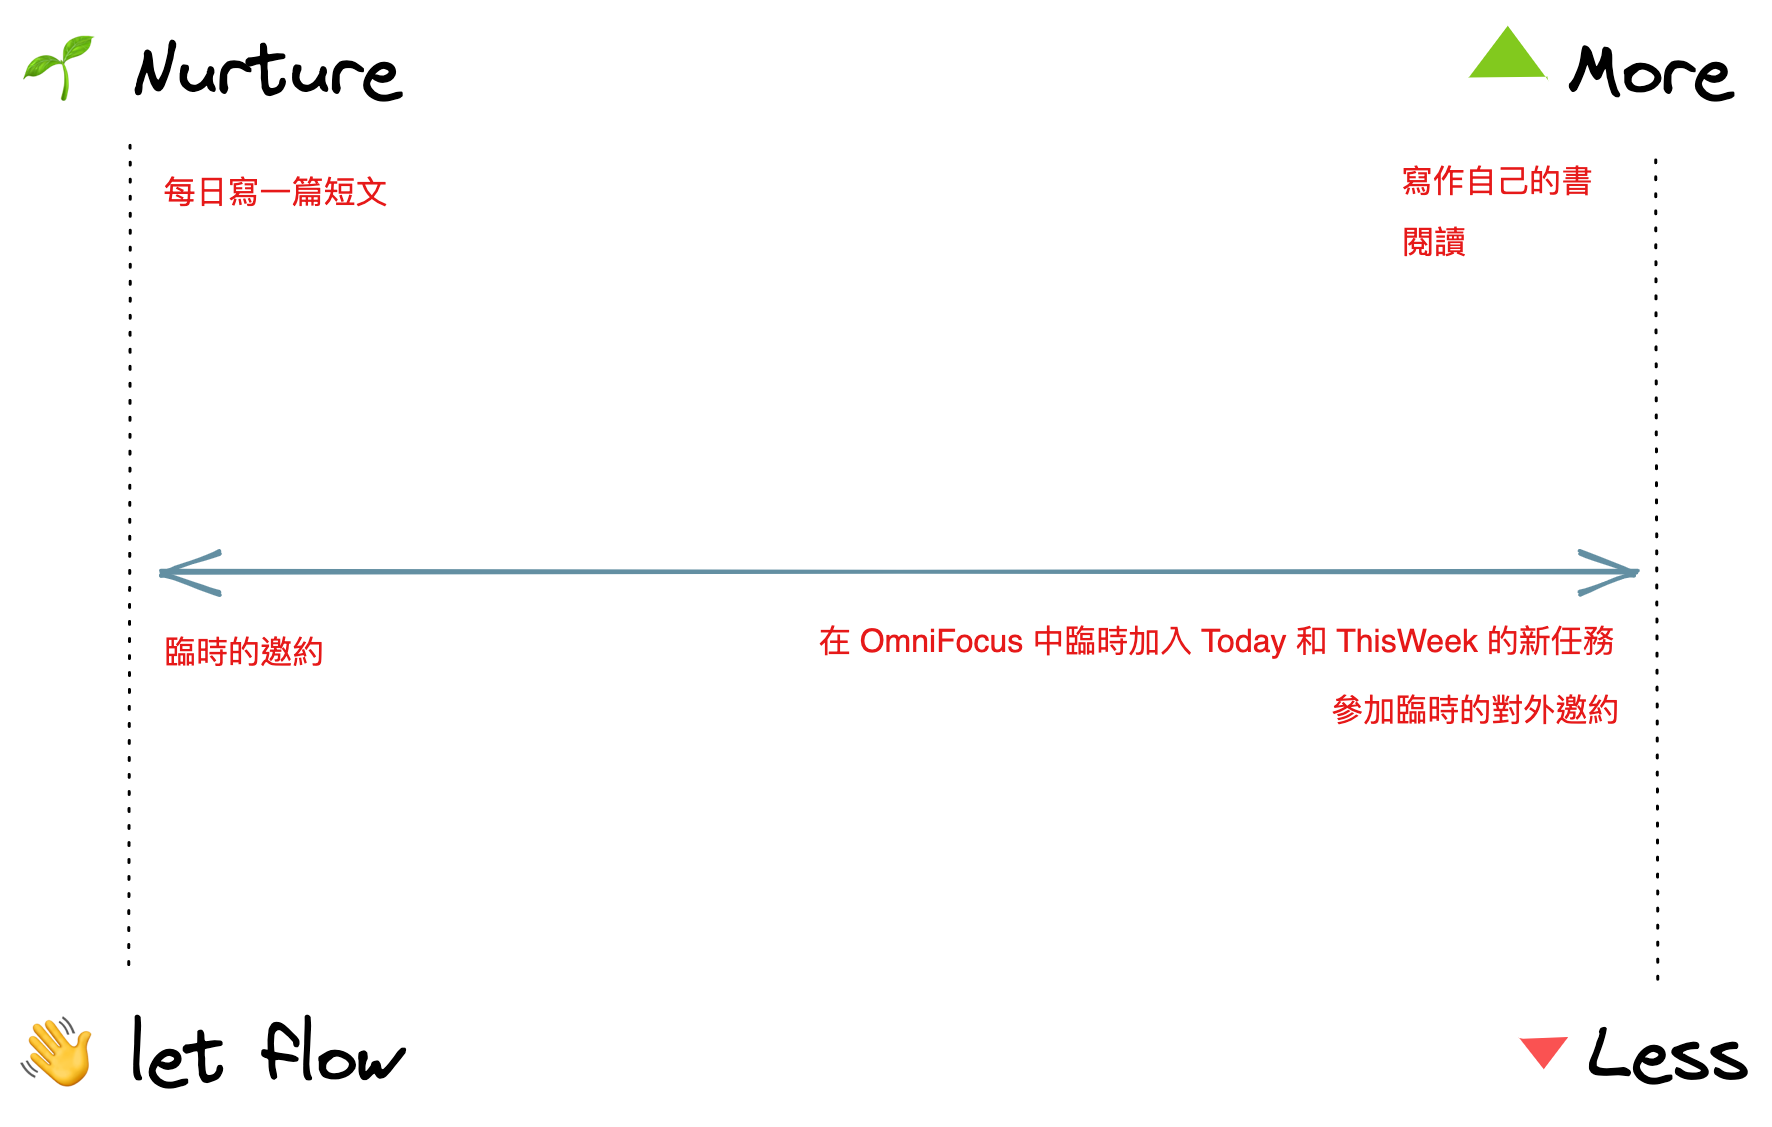 Nurture
More
每日寫一篇短文
寫作自己的書
閱讀
臨時的邀約
在 OmniFocus 中臨時加入 Today 和 ThisWeek 的新任務
參加臨時的對外邀約
let flow
Less